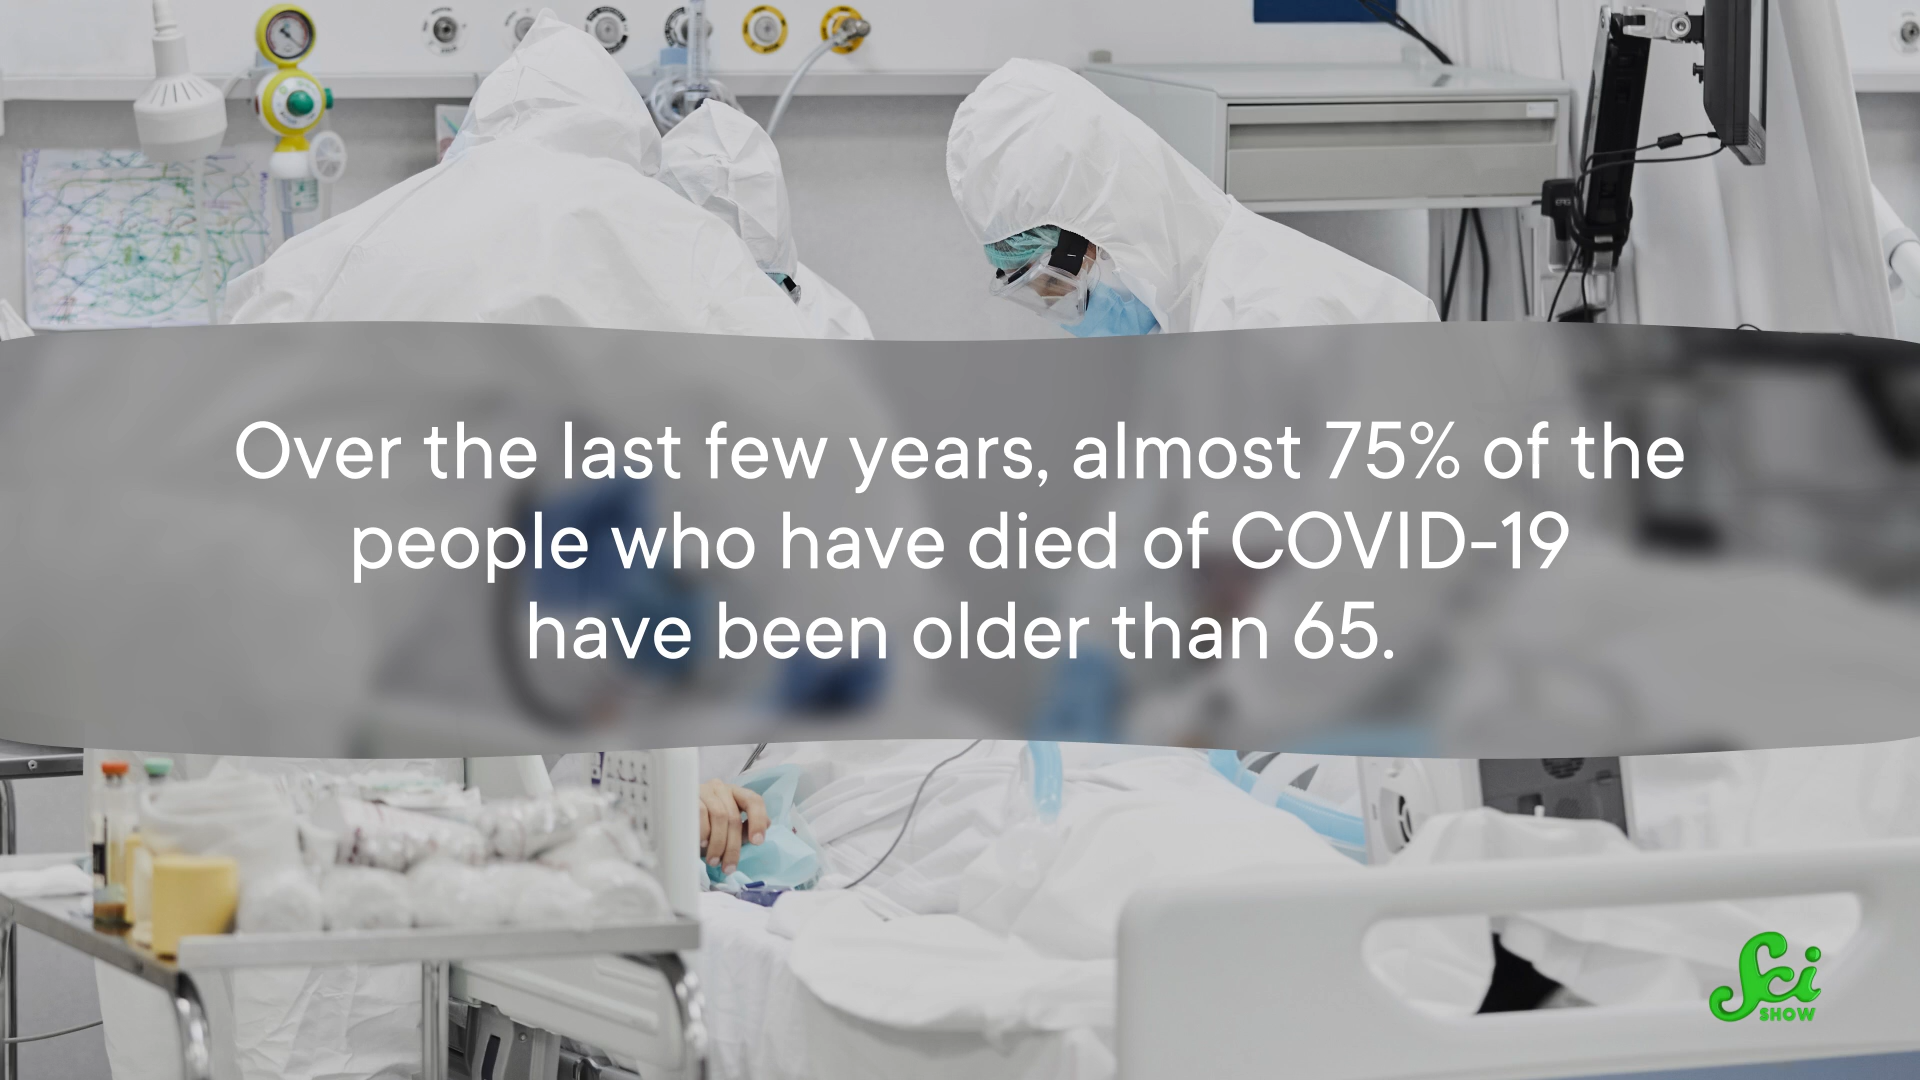 Over the last few years, almost 75% of the
people who have died of COVID-19
have been older than 65.
Sci
SHOW